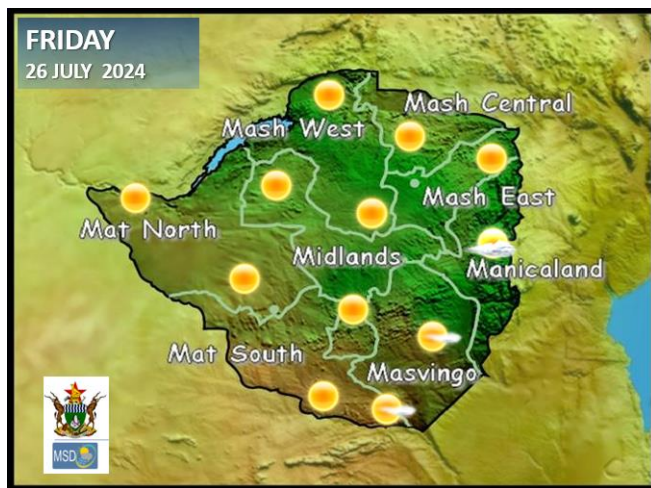 FRIDAY
26 JULY 2024
Mash Central
Mash West
Mash East
Mat North
Midlands
Manicaland
Mat South
Masvingo
MSD